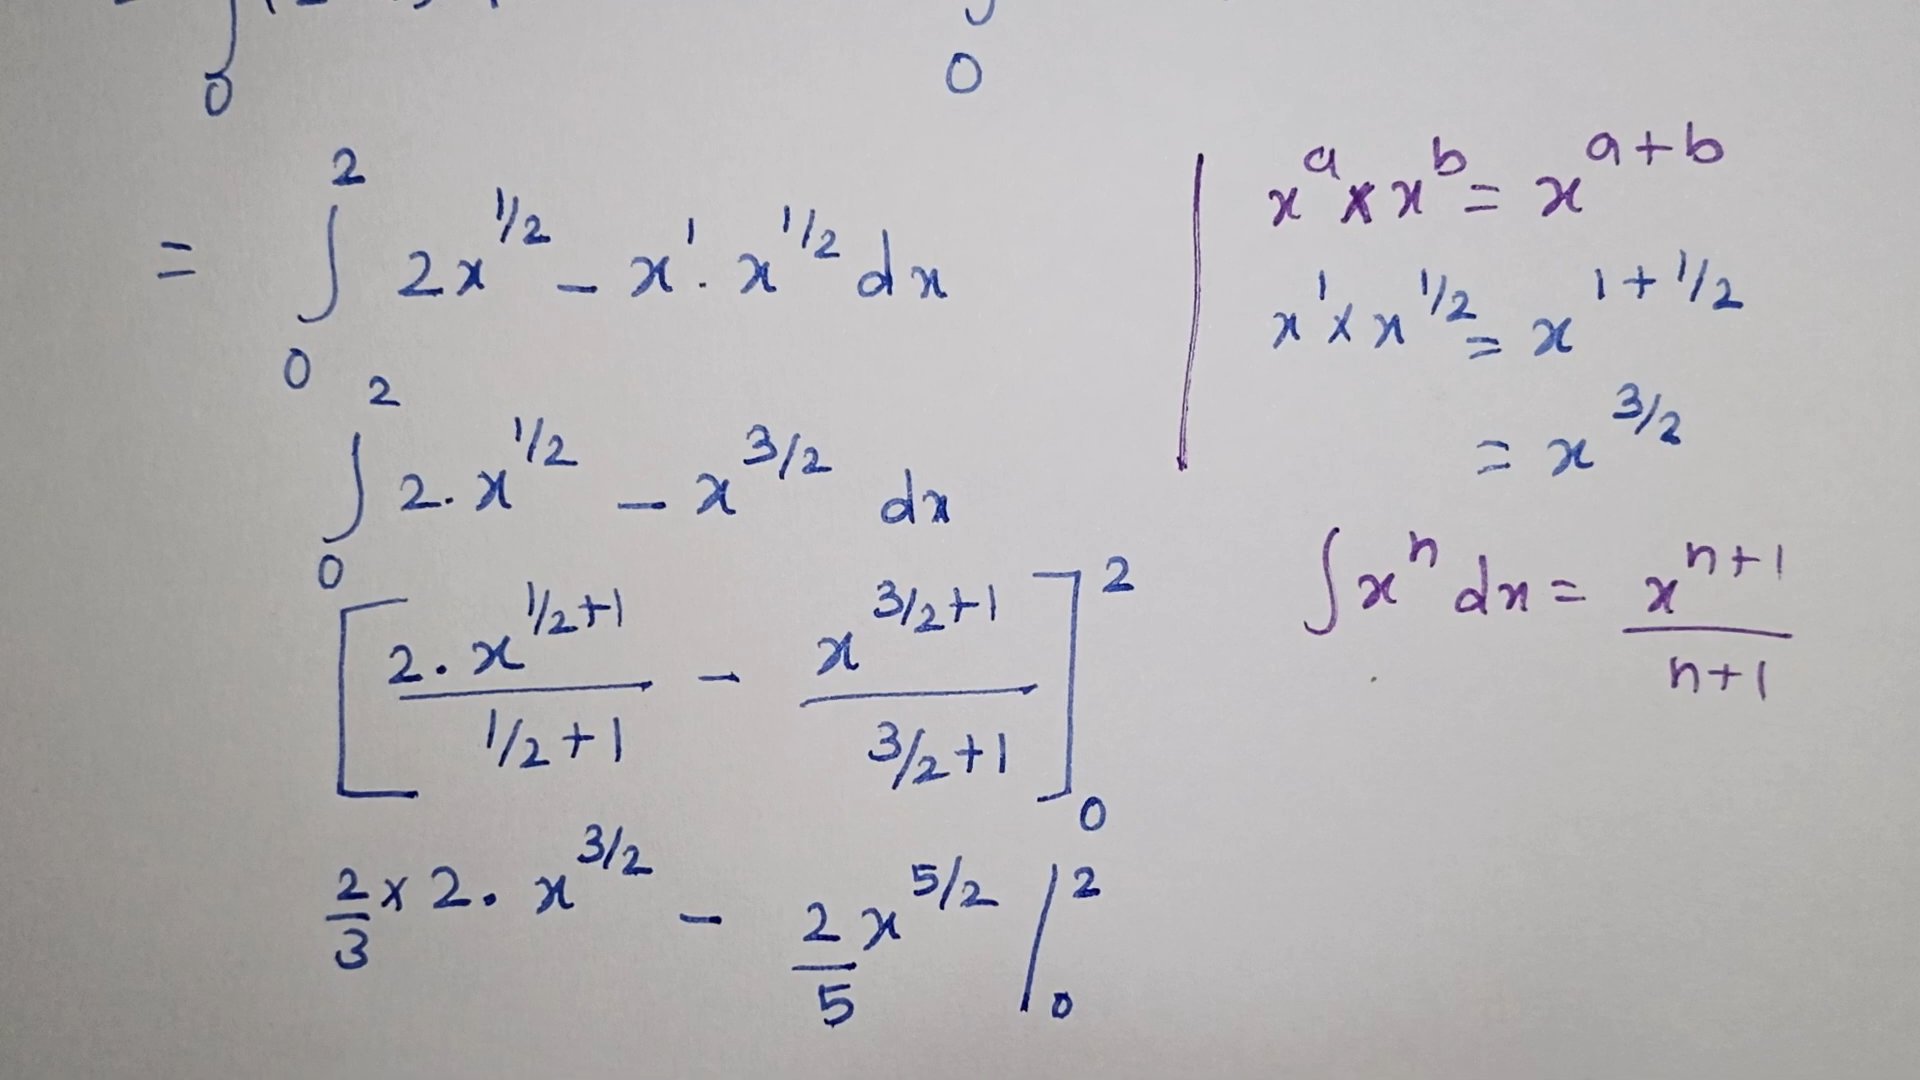 0 0
= ∫₀² 2x^{1/2} - x^1 . x^{1/2} dx
∫₀² 2. x^{1/2} - x^{3/2} dx
[2. x^{1/2+1} / 1/2+1 - x^{3/2+1} / 3/2+1]₀²
2/3 x 2. x^{3/2} - 2/5 x^{5/2} |₀²
x^a × x^b = x^{a+b}
x^1 × x^{1/2} = x^{1+1/2}
= x^{3/2}
∫ x^n dx = x^{n+1} / n+1